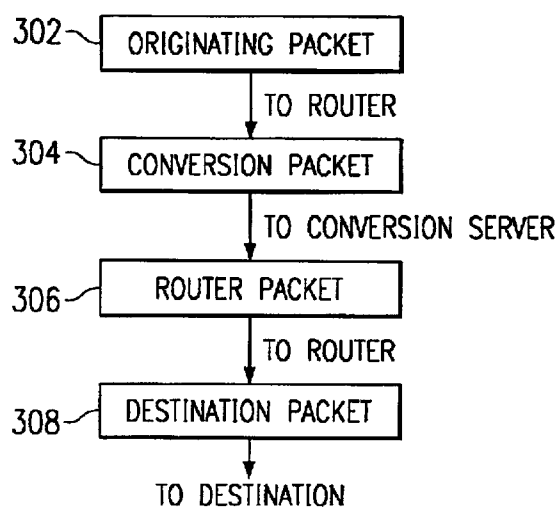 302
ORIGINATING PACKET
TO ROUTER
304
CONVERSION PACKET
TO CONVERSION SERVER
306
ROUTER PACKET
TO ROUTER
308
DESTINATION PACKET
TO DESTINATION